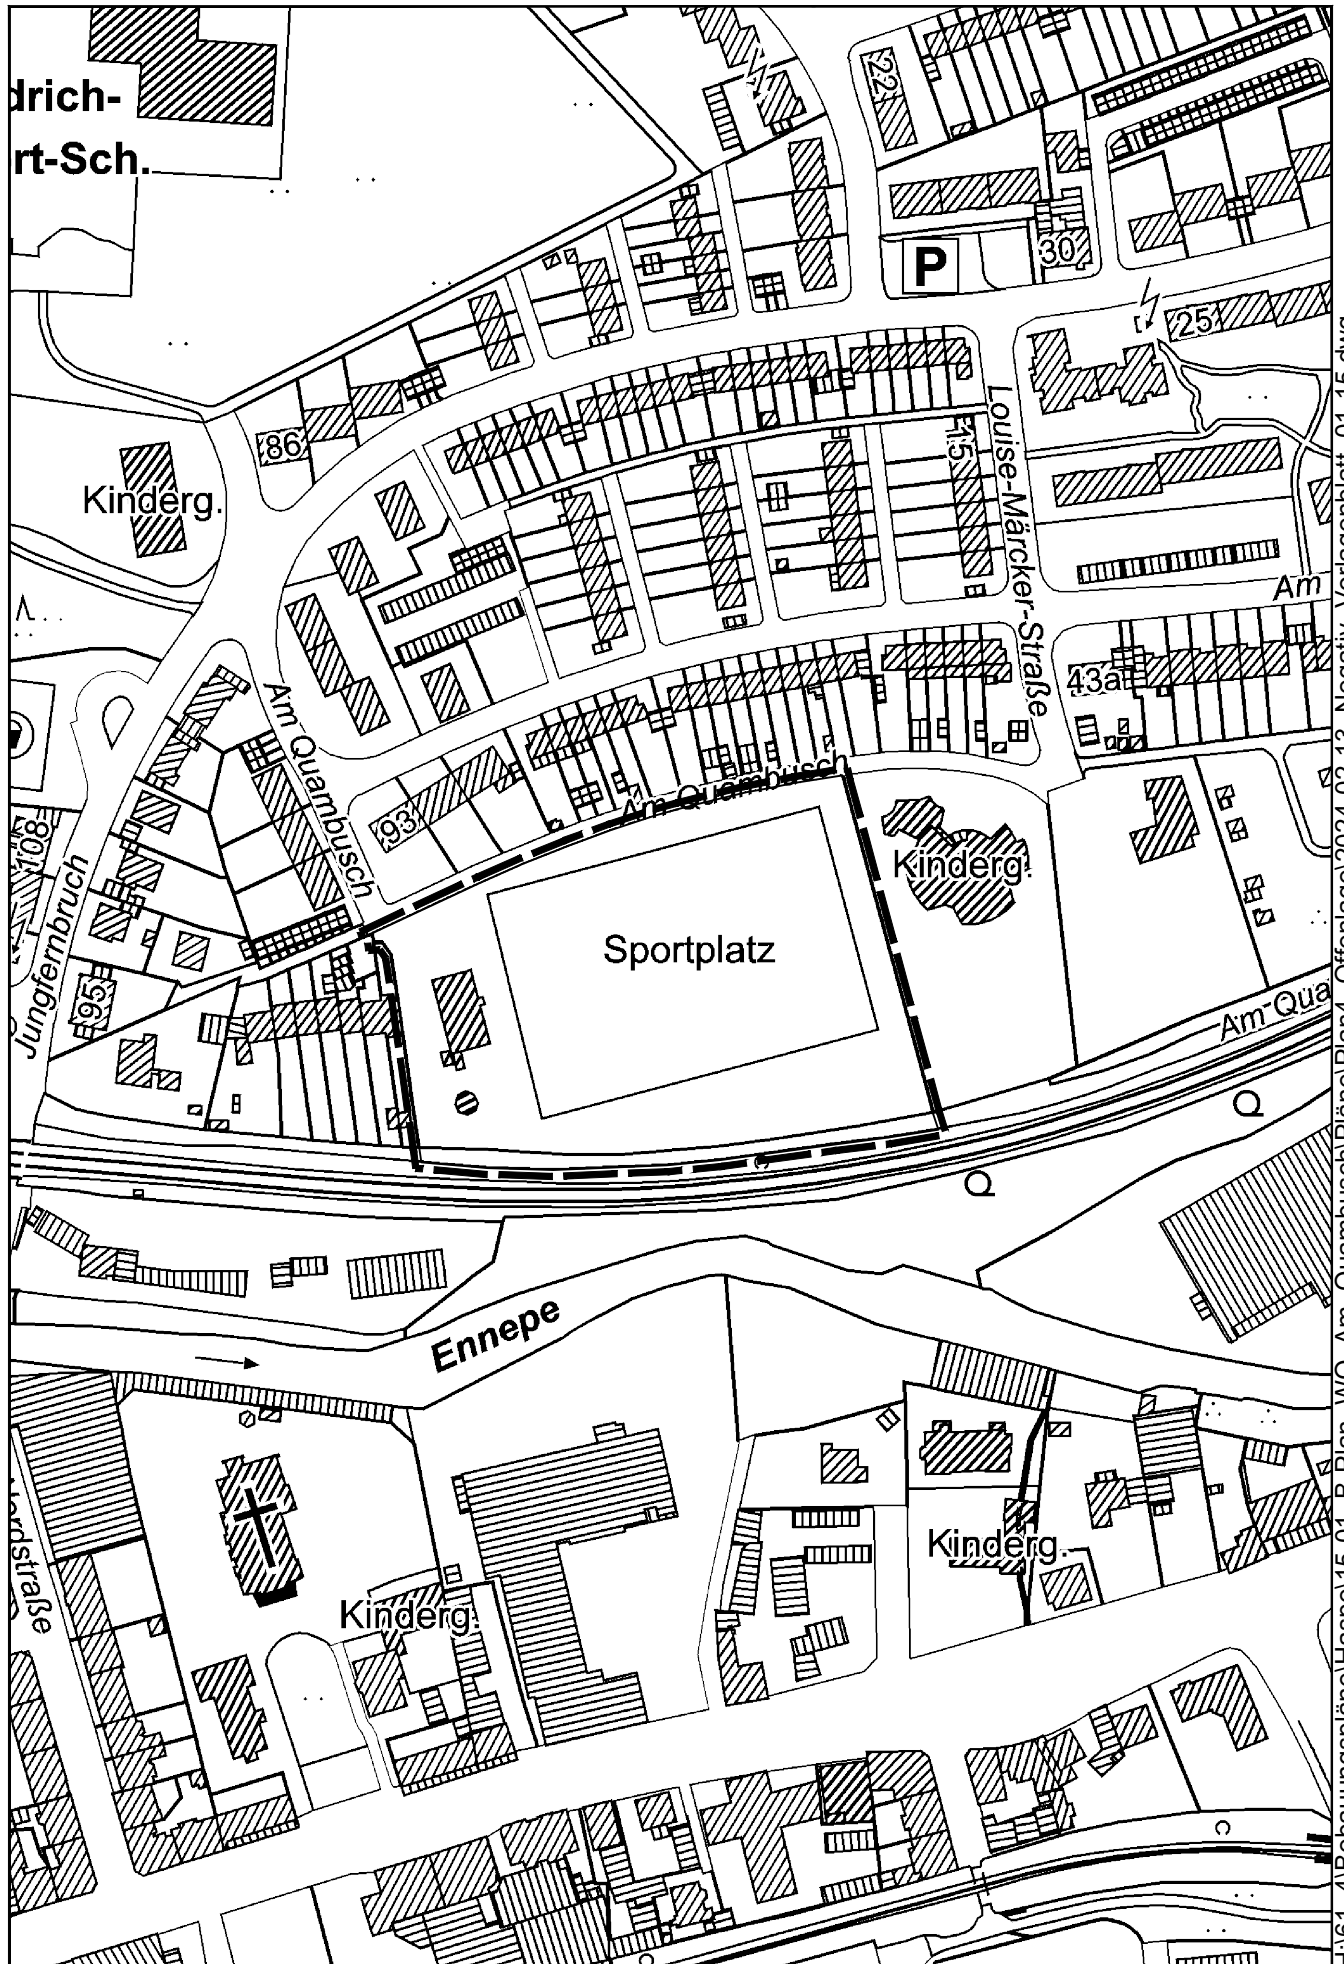 drich-
rt-Sch.
22
P
30
25
86
Kinderg.
15
Louise-Märcker-Straße
Am
43a
Am Quambusch
93
Am Quambusch
108
Jungfernbruch
95
Kinderg.
Sportplatz
Am Qua
Ennepe
Kinderg.
Kinderg.
ordstraße